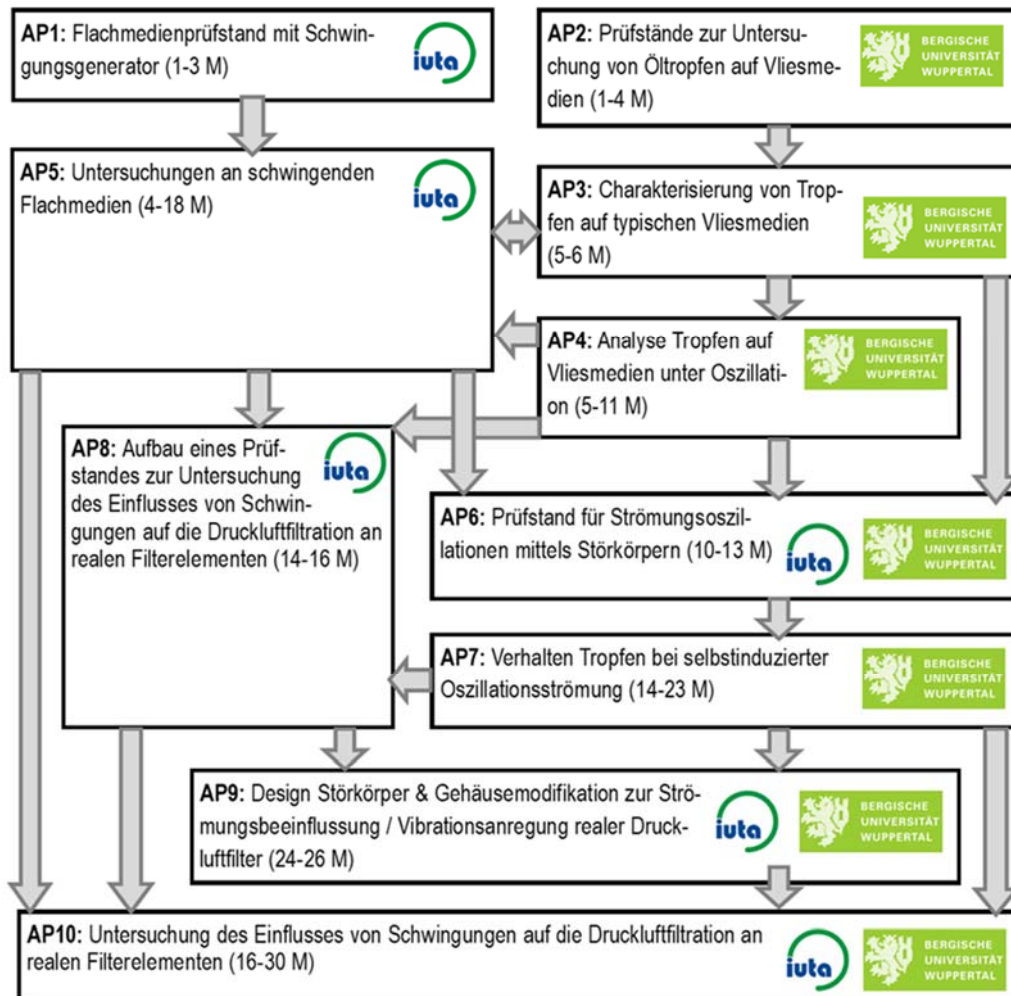 AP1: Flachmedienprüfstand mit Schwin-
gungsgenerator (1-3 M)
iuta
AP2: Prüfstände zur Untersu-
chung von Öltropfen auf Vliesme-
dien (1-4 M)
BERGISCHE
UNIVERSITÄT
WUPPERTAL
AP5: Untersuchungen an schwingenden
Flachmedien (4-18 M)
iuta
AP3: Charakterisierung von Trop-
fen auf typischen Vliesmedien
(5-6 M)
BERGISCHE
UNIVERSITÄT
WUPPERTAL
AP4: Analyse Tropfen auf
Vliesmedien unter Oszillati-
on (5-11 M)
BERGISCHE
UNIVERSITÄT
WUPPERTAL
AP8: Aufbau eines Prüf-
standes zur Untersuchung
des Einflusses von Schwin-
gungen auf die Druckluftfiltration an
realen Filterelementen (14-16 M)
iuta
AP6: Prüfstand für Strömungsoszil-
lationen mittels Störkörpern (10-13 M)
iuta
BERGISCHE
UNIVERSITÄT
WUPPERTAL
AP7: Verhalten Tropfen bei selbstinduzierter
Oszillationsströmung (14-23 M)
BERGISCHE
UNIVERSITÄT
WUPPERTAL
AP9: Design Störkörper & Gehäusemodifikation zur Strö-
mungsbeeinflussung / Vibrationsanregung realer Druck-
luftfilter (24-26 M)
iuta
BERGISCHE
UNIVERSITÄT
WUPPERTAL
AP10: Untersuchung des Einflusses von Schwingungen auf die Druckluftfiltration an
realen Filterelementen (16-30 M)
iuta
BERGISCHE
UNIVERSITÄT
WUPPERTAL